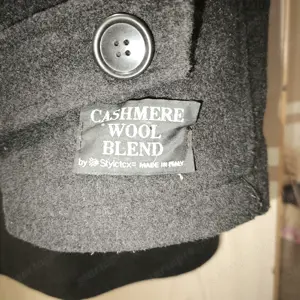 CASHMERE
WOOL
BLEND
by Styletex® MADE IN ITALY